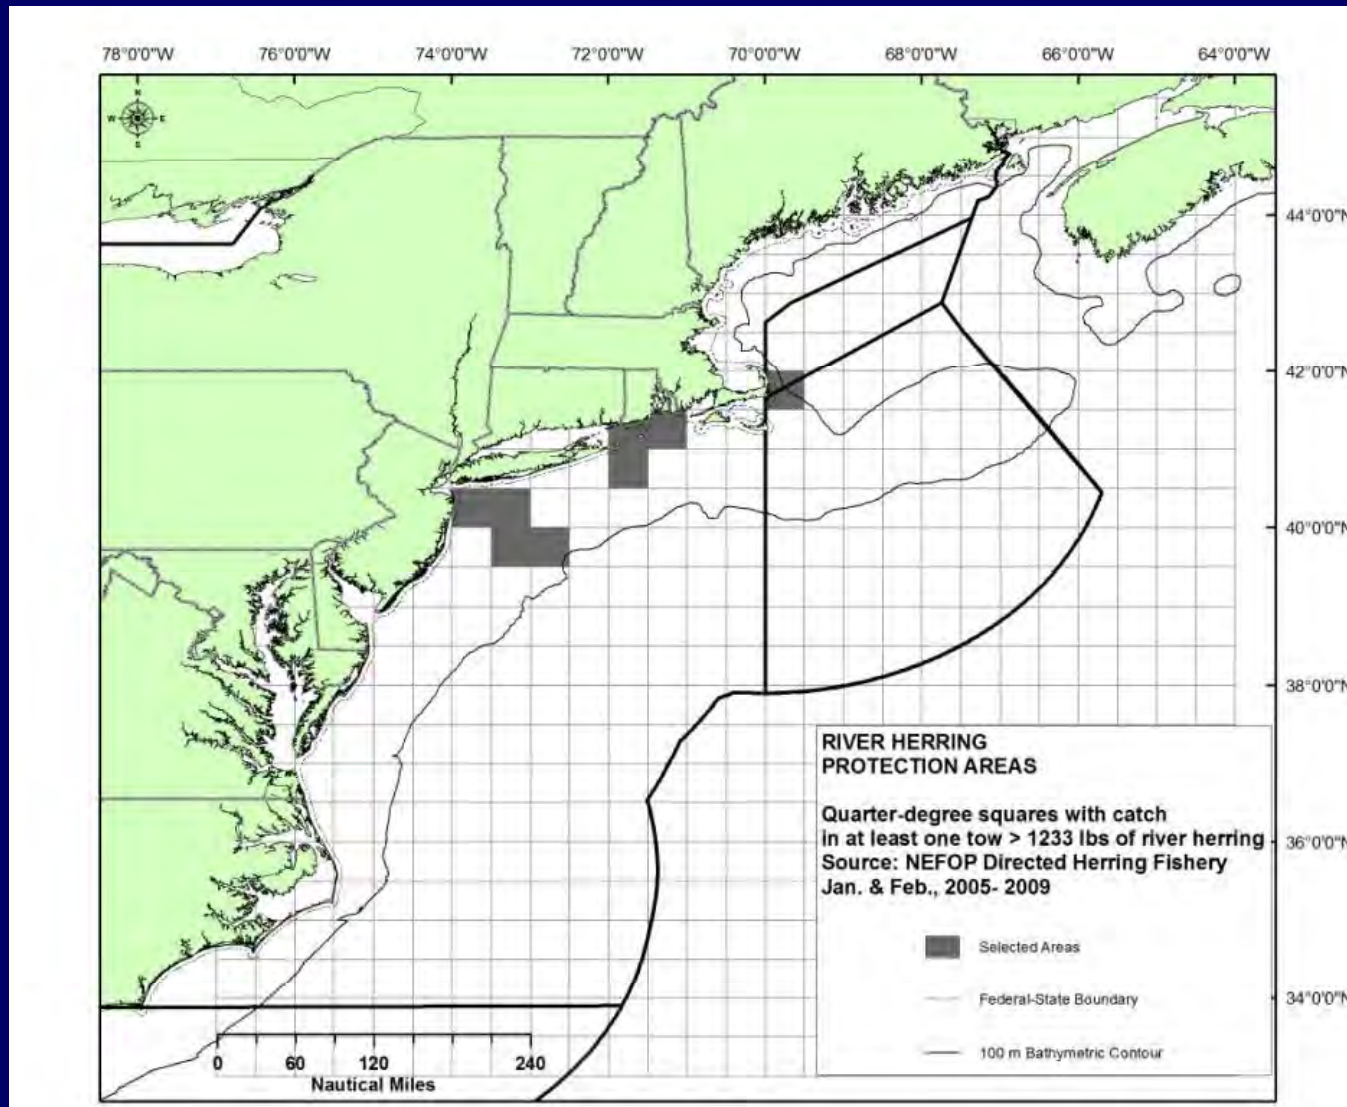 78°0'0"W 76°0'0"W 74°0'0"W 72°0'0"W 70°0'0"W 68°0'0"W 66°0'0"W 64°0'0"W
N
W E
S
44°0'0"N
42°0'0"N
40°0'0"N
38°0'0"N
36°0'0"N
34°0'0"N
RIVER HERRING
PROTECTION AREAS
Quarter-degree squares with catch
in at least one tow > 1233 lbs of river herring
Source: NEFOP Directed Herring Fishery
Jan. & Feb., 2005- 2009
Selected Areas
Federal-State Boundary
100 m Bathymetric Contour
0 60 120 240
Nautical Miles